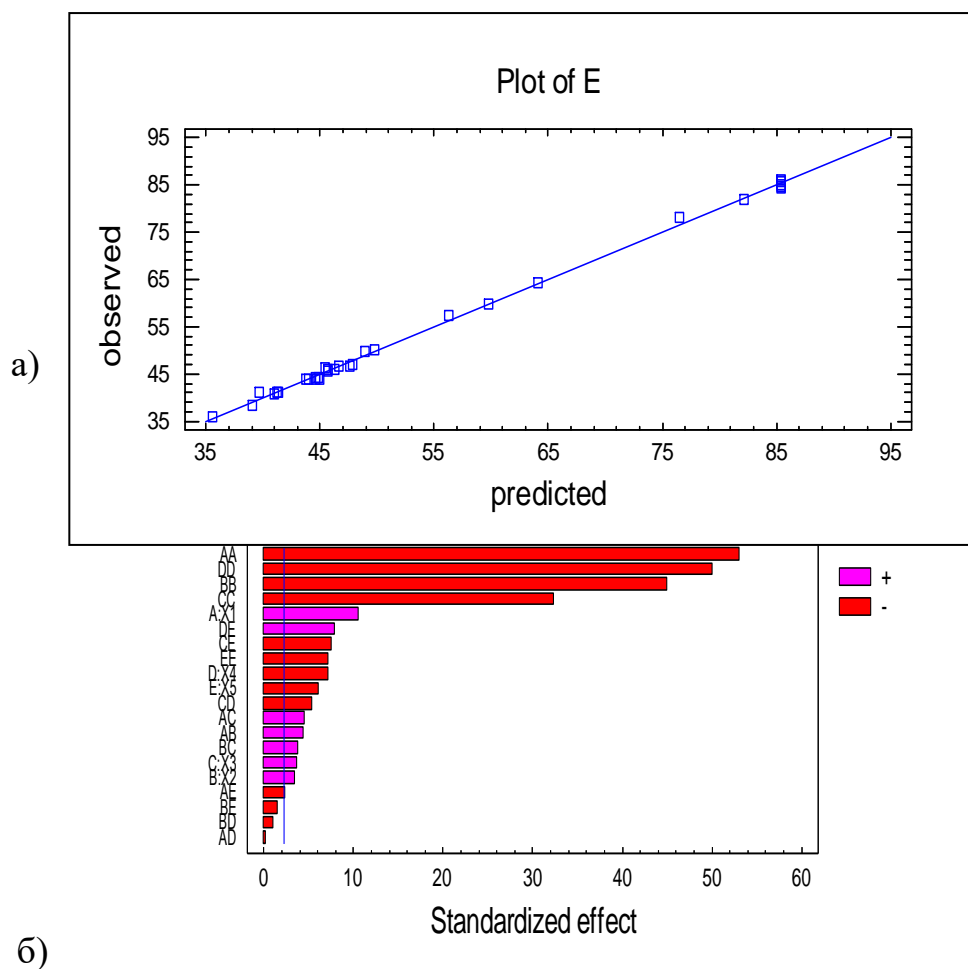 Plot of E
95
85
75
65
55
45
35
observed
35 45 55 65 75 85 95
predicted
а)
AA
DD
BB
CC
A:X1
DE
CE
EE
D:X4
E:X5
CD
AC
AB
BC
C:X3
B:X2
AE
BE
BD
AD
+
-
0 10 20 30 40 50 60
Standardized effect
б)